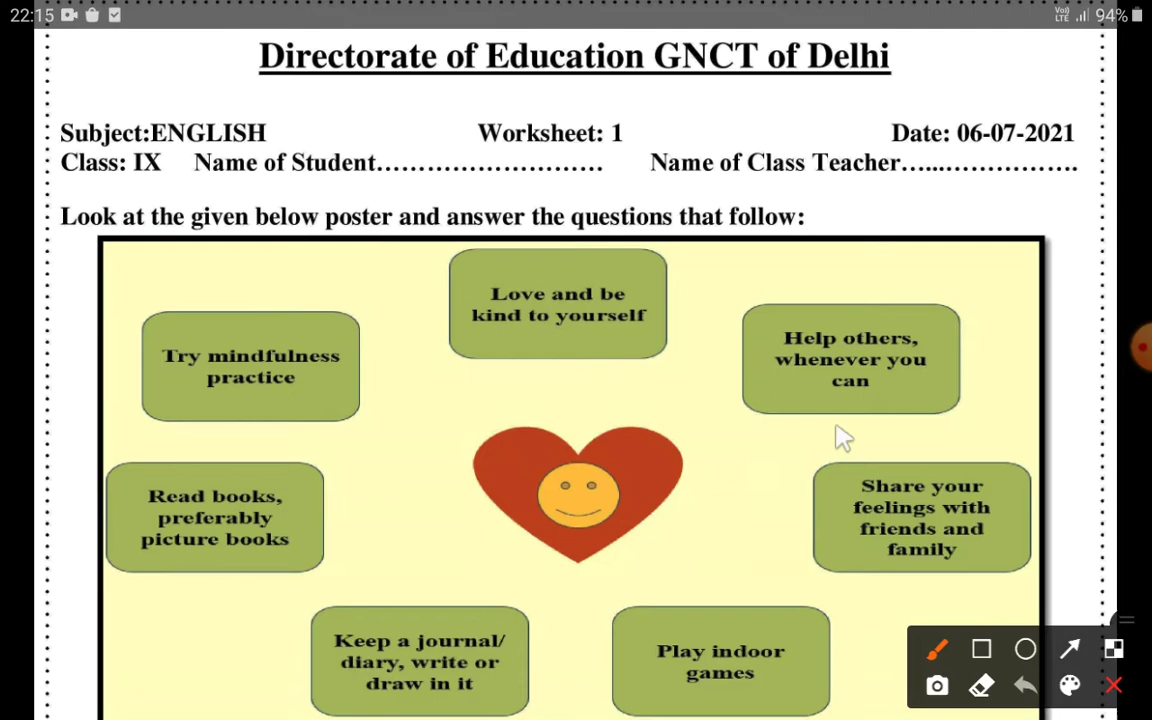 22:15
Vo))
LTE
94%
Directorate of Education GNCT of Delhi
Subject:ENGLISH Worksheet: 1 Date: 06-07-2021
Class: IX Name of Student……………………… Name of Class Teacher…...…………….
Look at the given below poster and answer the questions that follow:
Love and be
kind to yourself
Help others,
whenever you
can
Try mindfulness
practice
Read books,
preferably
picture books
Share your
feelings with
friends and
family
Keep a journal/
diary, write or
draw in it
Play indoor
games